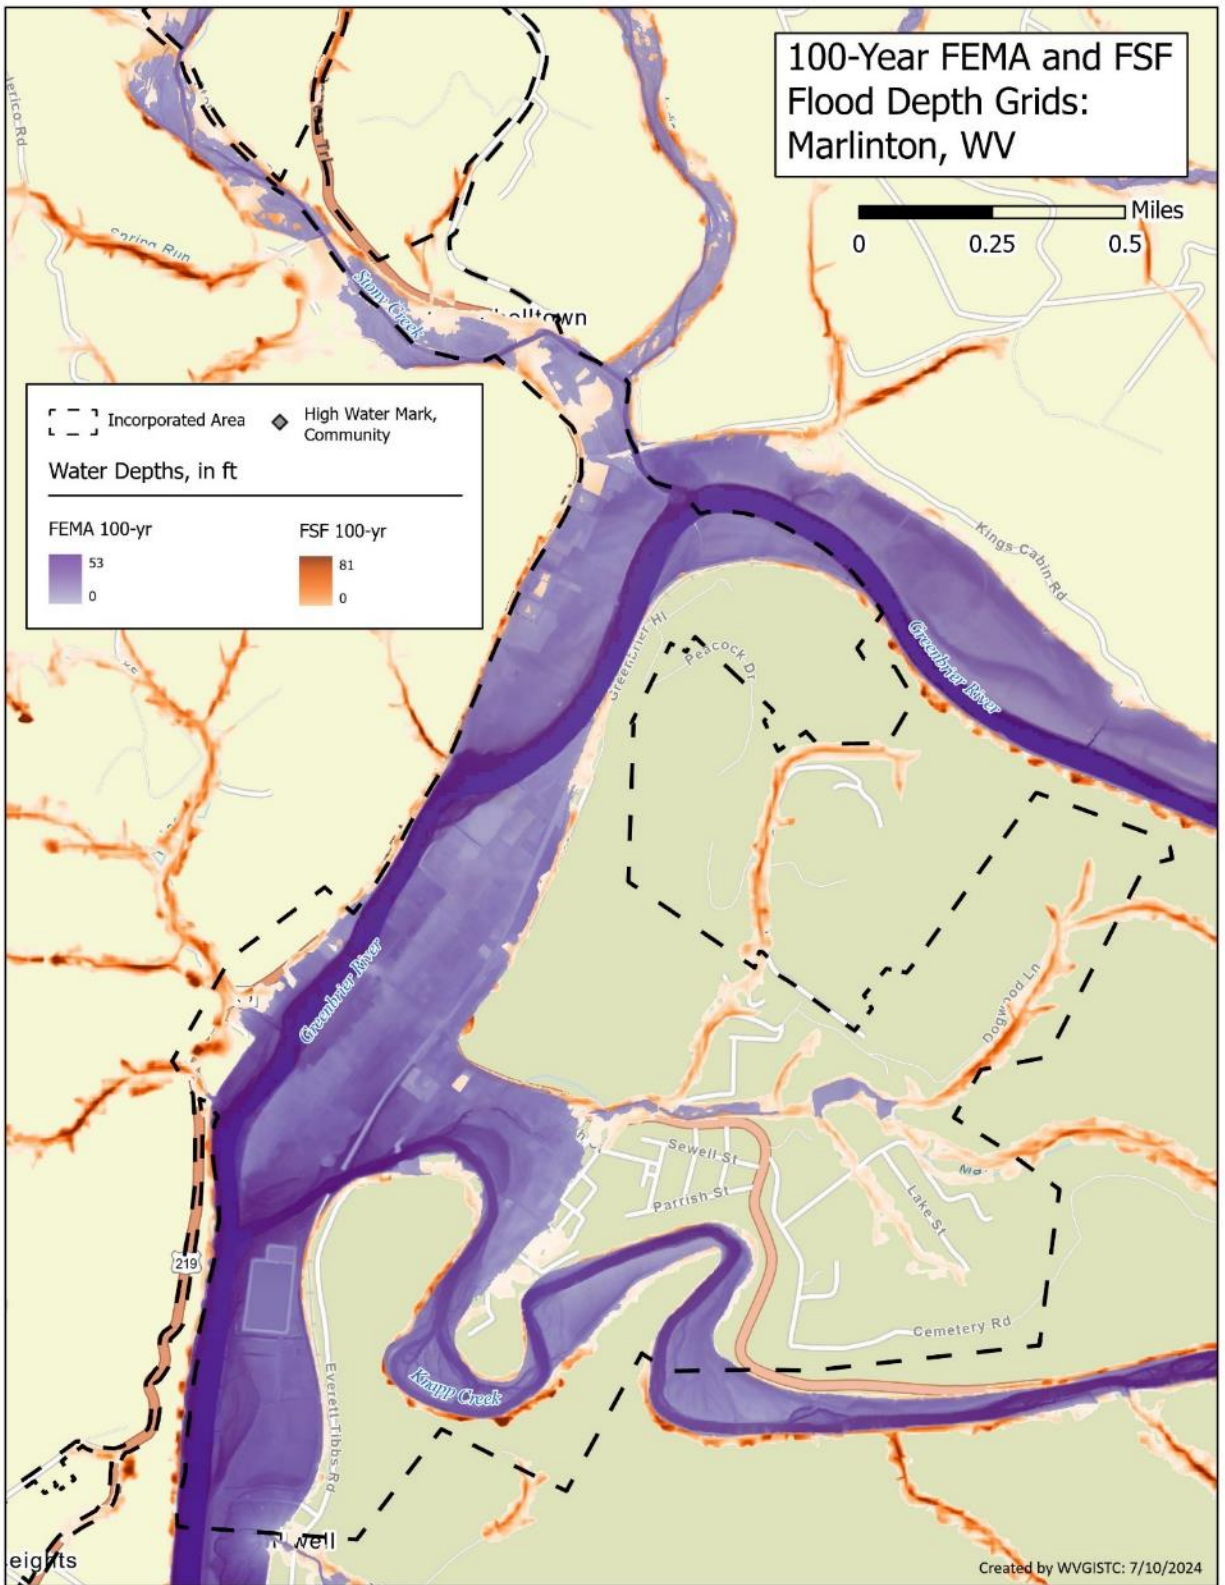 100-Year FEMA and FSF
Flood Depth Grids:
Marlinton, WV
Miles
0 0.25 0.5
Spring Run
Stony Creek
Incorporated Area
High Water Mark,
Community
Water Depths, in ft
FEMA 100-yr
FSF 100-yr
53
0
81
0
Kings Cabin Rd
Greenbrier River
Peacock Dr
Greenbrier Hl
Greenbrier River
Dogwood Ln
Sewell St
Parrish St
Lake St
219
Cemetery Rd
Knapp Creek
Everett Tibbs Rd
eights
Created by WVGISTC: 7/10/2024